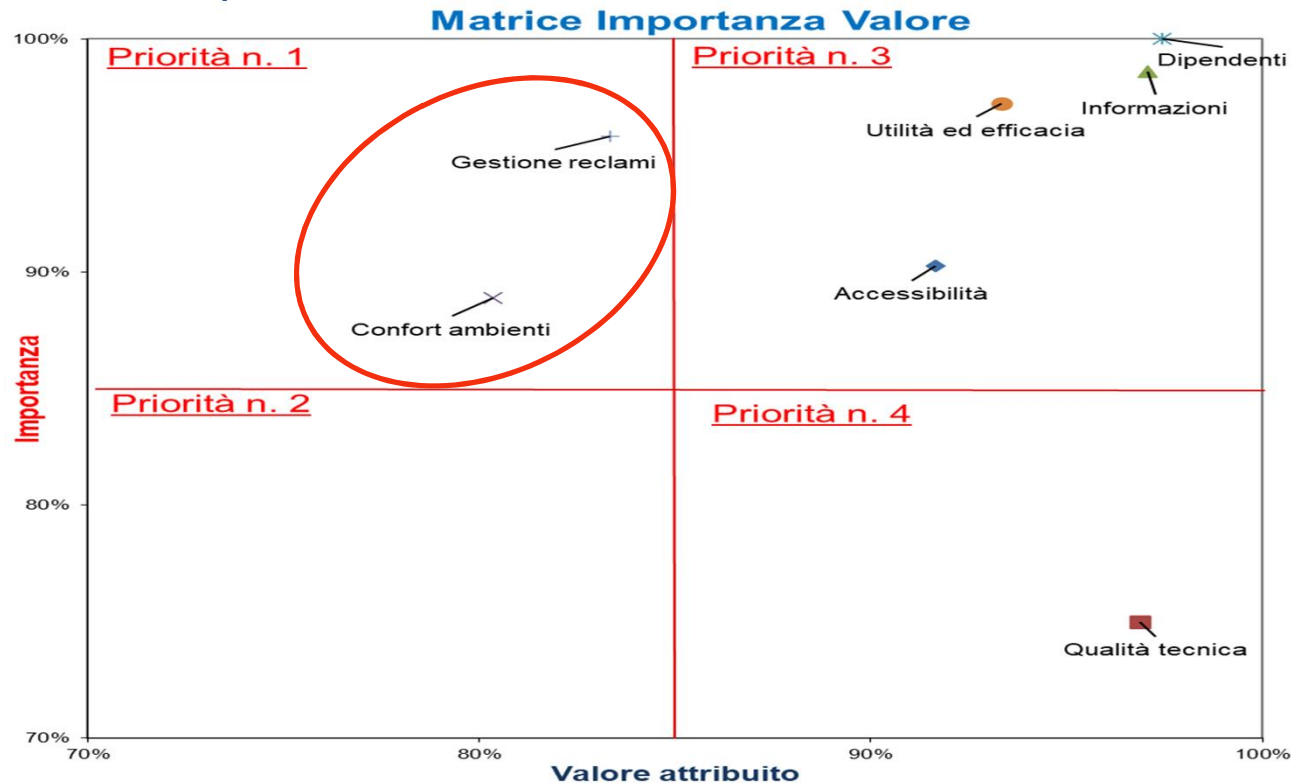 Matrice Importanza Valore
100%
Priorità n. 1
Priorità n. 3
Dipendenti
Informazioni
Utilità ed efficacia
Gestione reclami
90%
Accessibilità
Confort ambienti
Importanza
Priorità n. 2
Priorità n. 4
80%
Qualità tecnica
70%
70%
80%
90%
100%
Valore attribuito